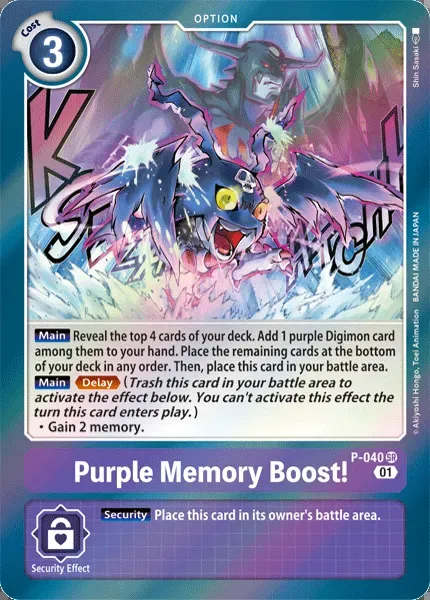 OPTION
Cost
3
Shin Sasaki
K
[Main] Reveal the top 4 cards of your deck. Add 1 purple Digimon card
among them to your hand. Place the remaining cards at the bottom
of your deck in any order. Then, place this card in your battle area.
[Main] [Delay] (Trash this card in your battle area to
activate the effect below. You can't activate this effect the
turn this card enters play.)
• Gain 2 memory.
© Akiyoshi Hongo, Toei Animation BANDAI MADE IN JAPAN
P-040 SR
Purple Memory Boost!
01
[Security] Place this card in its owner's battle area.
Security Effect